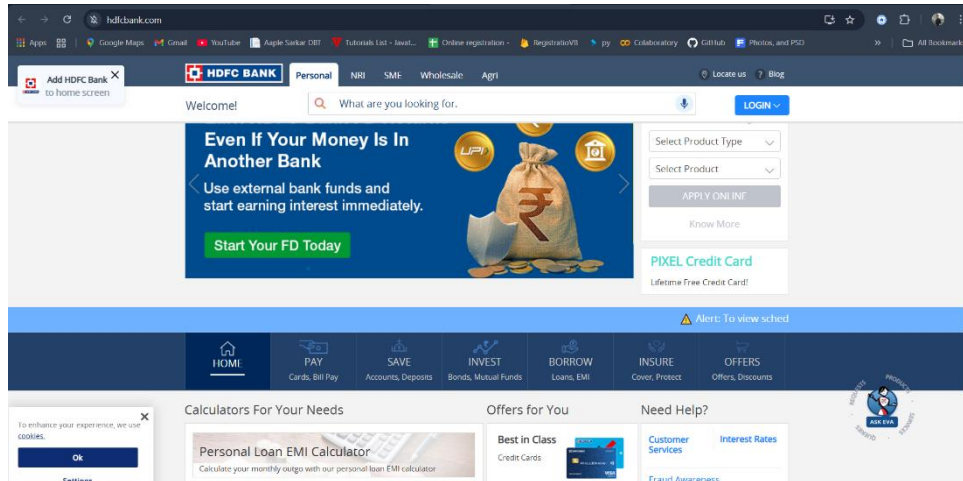 hdfcbank.com
Apps
Google Maps
Gmail
YouTube
Aaple Sarkar DBT
Tutorials List - Javat...
Online registration -
RegistratioVB
py
Colaboratory
GitHub
Photos, and PSD
»
All Bookmark
Add HDFC Bank
to home screen
HDFC BANK
Personal
NRI
SME
Wholesale
Agri
Locate us
? Blog
Welcome!
What are you looking for.
LOGIN
Even If Your Money Is In
Another Bank
Use external bank funds and
start earning interest immediately.
Start Your FD Today
UPI
Select Product Type
Select Product
APPLY ONLINE
Know More
PIXEL Credit Card
Lifetime Free Credit Card!
Alert: To view sched
HOME
PAY
Cards, Bill Pay
SAVE
Accounts, Deposits
INVEST
Bonds, Mutual Funds
BORROW
Loans, EMI
INSURE
Cover, Protect
OFFERS
Offers, Discounts
PRODUCTS
SERVICES
REQUESTS
ASK EVA
To enhance your experience, we use
cookies.
Ok
Settings
Calculators For Your Needs
Personal Loan EMI Calculator
Calculate your monthly outgo with our personal loan EMI calculator
Offers for You
Best in Class
Credit Cards
VISA
Need Help?
Customer
Services
Interest Rates
Fraud Awareness